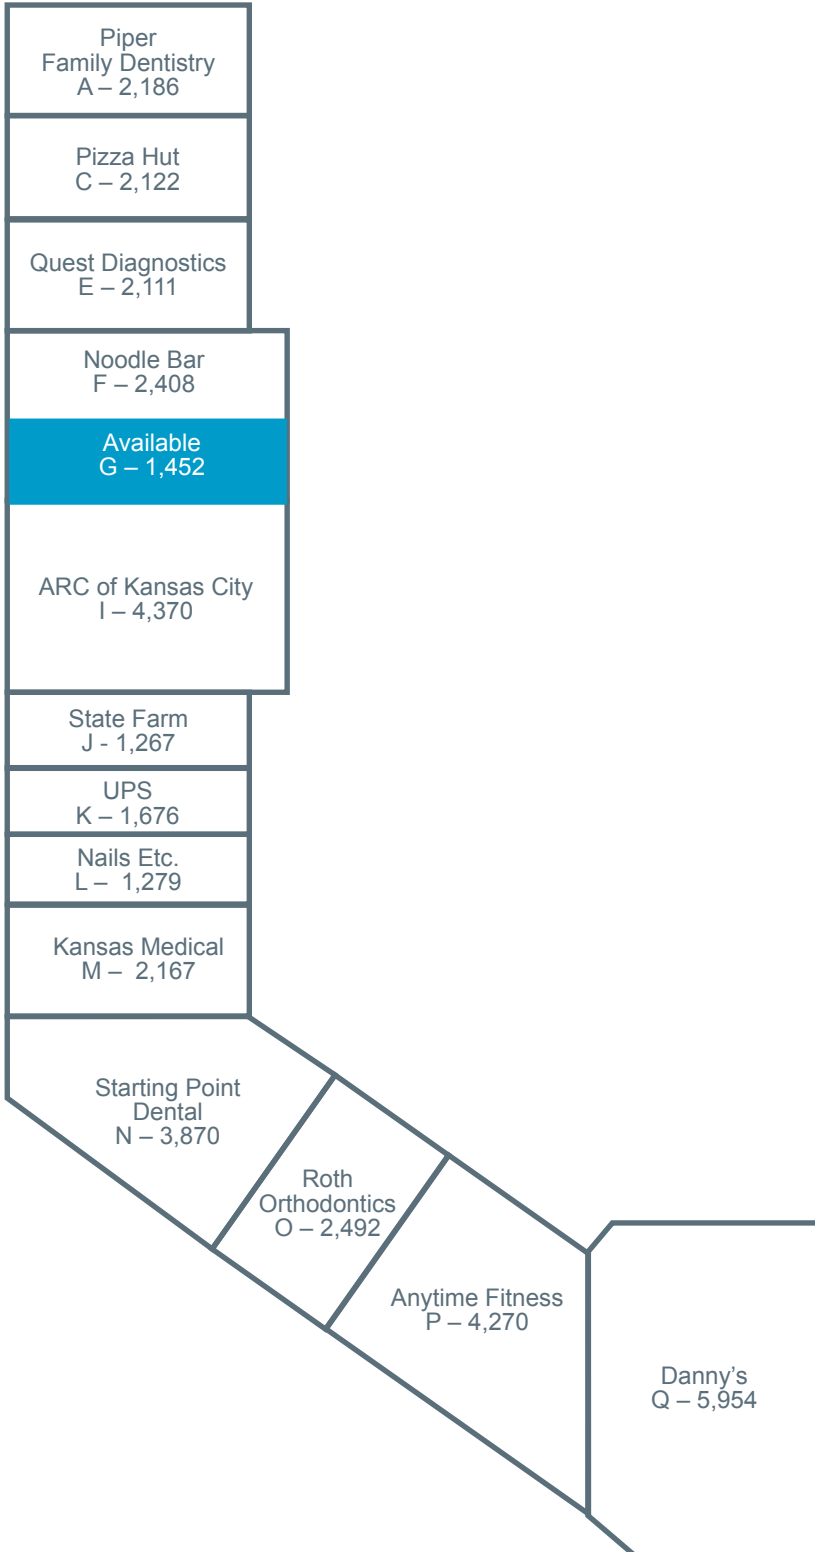 Piper
Family Dentistry
A – 2,186
Pizza Hut
C – 2,122
Quest Diagnostics
E – 2,111
Noodle Bar
F – 2,408
Available
G – 1,452
ARC of Kansas City
I – 4,370
State Farm
J - 1,267
UPS
K – 1,676
Nails Etc.
L –  1,279
Kansas Medical
M –  2,167
Starting Point
Dental
N – 3,870
Roth
Orthodontics
O – 2,492
Anytime Fitness
P – 4,270
Danny’s
Q – 5,954